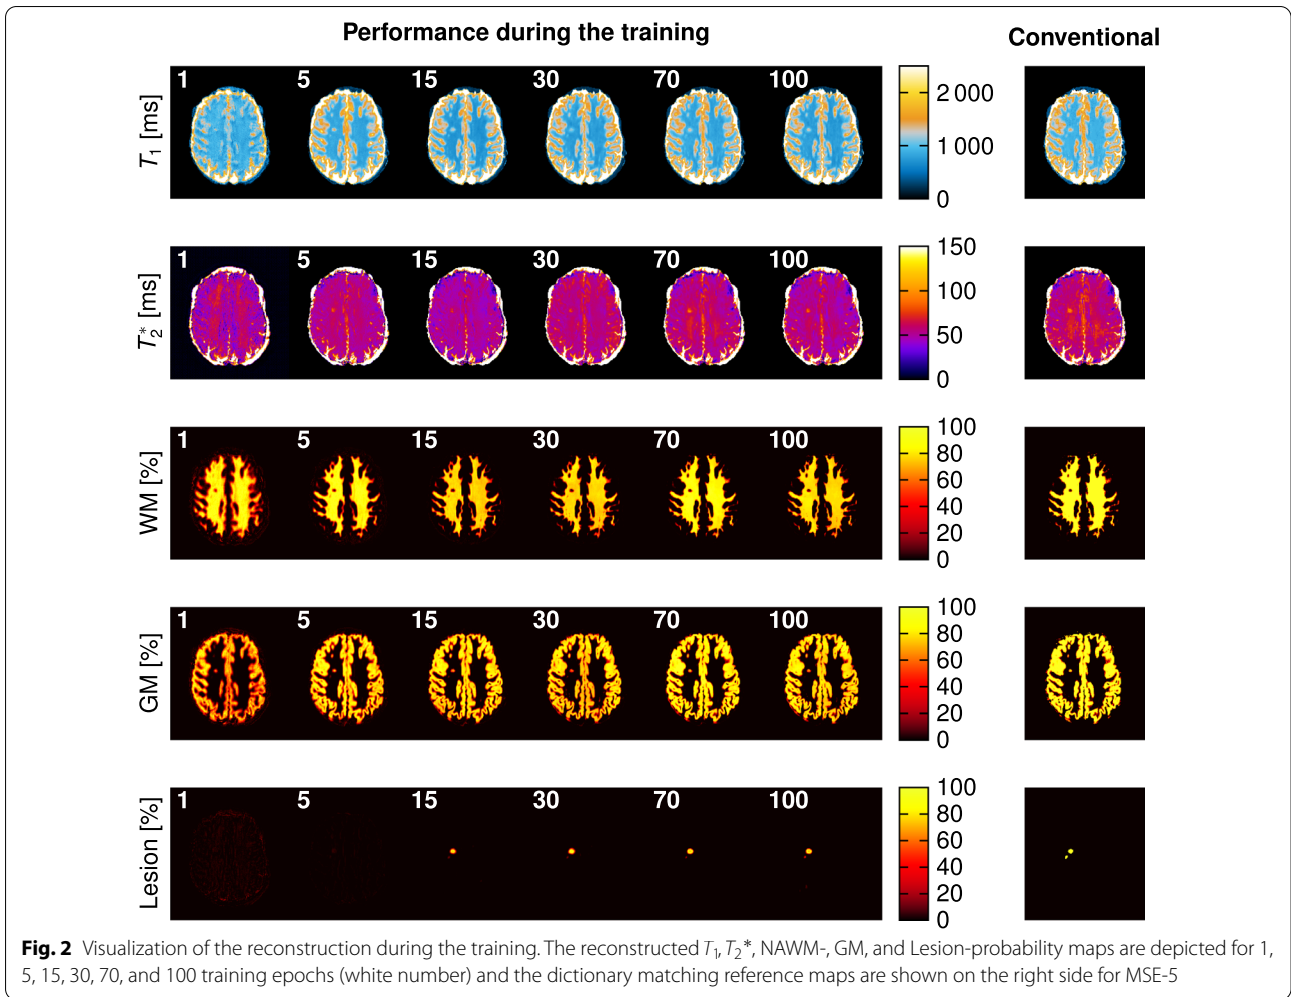 Performance during the training
Conventional
T1 [ms]
1 5 15 30 70 100
2 000
1 000
0
T2* [ms]
1 5 15 30 70 100
150
100
50
0
WM [%]
1 5 15 30 70 100
100
80
60
40
20
0
GM [%]
1 5 15 30 70 100
100
80
60
40
20
0
Lesion [%]
1 5 15 30 70 100
100
80
60
40
20
0
Fig. 2 Visualization of the reconstruction during the training. The reconstructed T1, T2*, NAWM-, GM, and Lesion-probability maps are depicted for 1,
5, 15, 30, 70, and 100 training epochs (white number) and the dictionary matching reference maps are shown on the right side for MSE-5